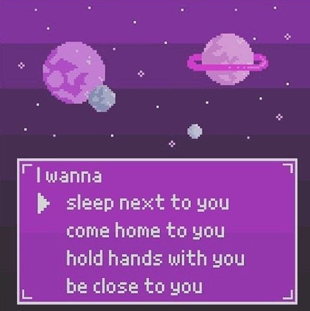 I wanna
sleep next to you
come home to you
hold hands with you
be close to you